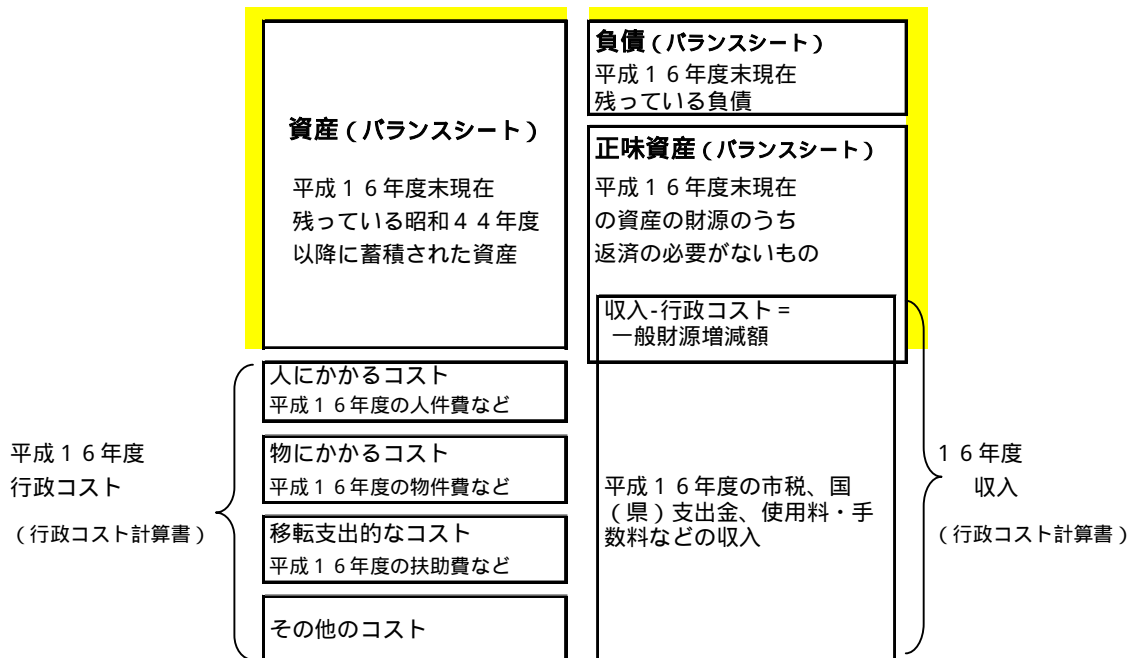 資産（バランスシート）
平成１６年度末現在
残っている昭和４４年度
以降に蓄積された資産
負債（バランスシート）
平成１６年度末現在
残っている負債
正味資産（バランスシート）
平成１６年度末現在
の資産の財源のうち
返済の必要がないもの
収入-行政コスト＝
一般財源増減額
平成１６年度
行政コスト
（行政コスト計算書）
人にかかるコスト
平成１６年度の人件費など
物にかかるコスト
平成１６年度の物件費など
移転支出的なコスト
平成１６年度の扶助費など
その他のコスト
平成１６年度の市税、国
（県）支出金、使用料・手
数料などの収入
１６年度
収入
（行政コスト計算書）